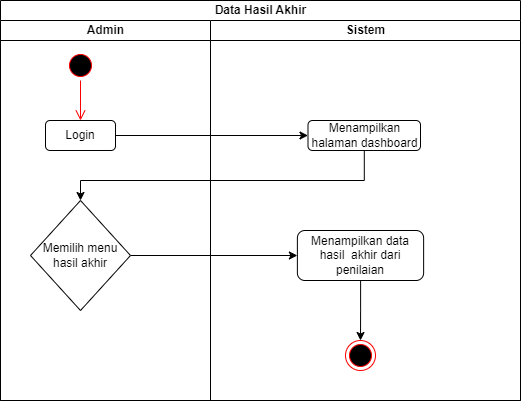 Data Hasil Akhir
Admin
Sistem
Login
Menampilkan
halaman dashboard
Memilih menu
hasil akhir
Menampilkan data
hasil akhir dari
penilaian